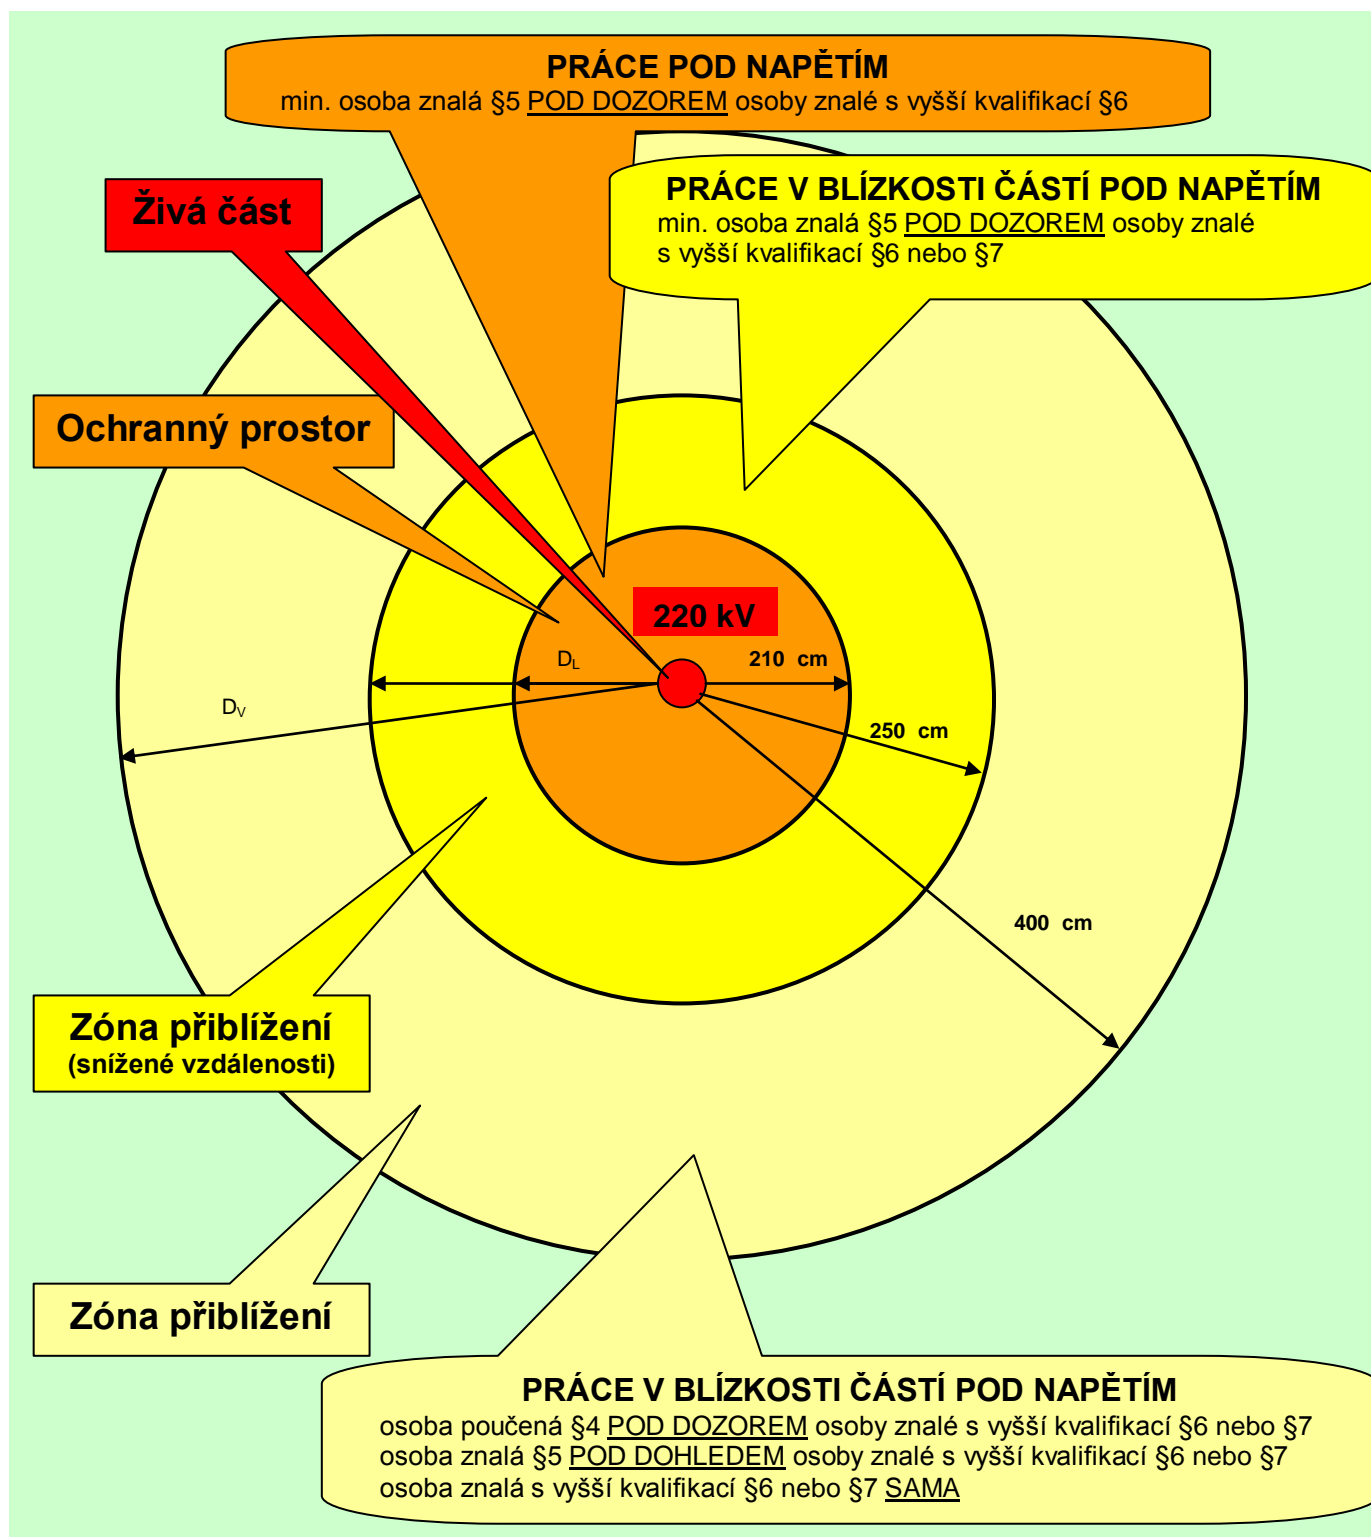 PRÁCE POD NAPĚTÍM
min. osoba znalá §5 POD DOZOREM osoby znalé s vyšší kvalifikací §6
PRÁCE V BLÍZKOSTI ČÁSTÍ POD NAPĚTÍM
min. osoba znalá §5 POD DOZOREM osoby znalé
s vyšší kvalifikací §6 nebo §7
Živá část
Ochranný prostor
220 kV
D_L
210 cm
D_V
250 cm
400 cm
Zóna přiblížení
(snížené vzdálenosti)
Zóna přiblížení
PRÁCE V BLÍZKOSTI ČÁSTÍ POD NAPĚTÍM
osoba poučená §4 POD DOZOREM osoby znalé s vyšší kvalifikací §6 nebo §7
osoba znalá §5 POD DOHLEDEM osoby znalé s vyšší kvalifikací §6 nebo §7
osoba znalá s vyšší kvalifikací §6 nebo §7 SAMA